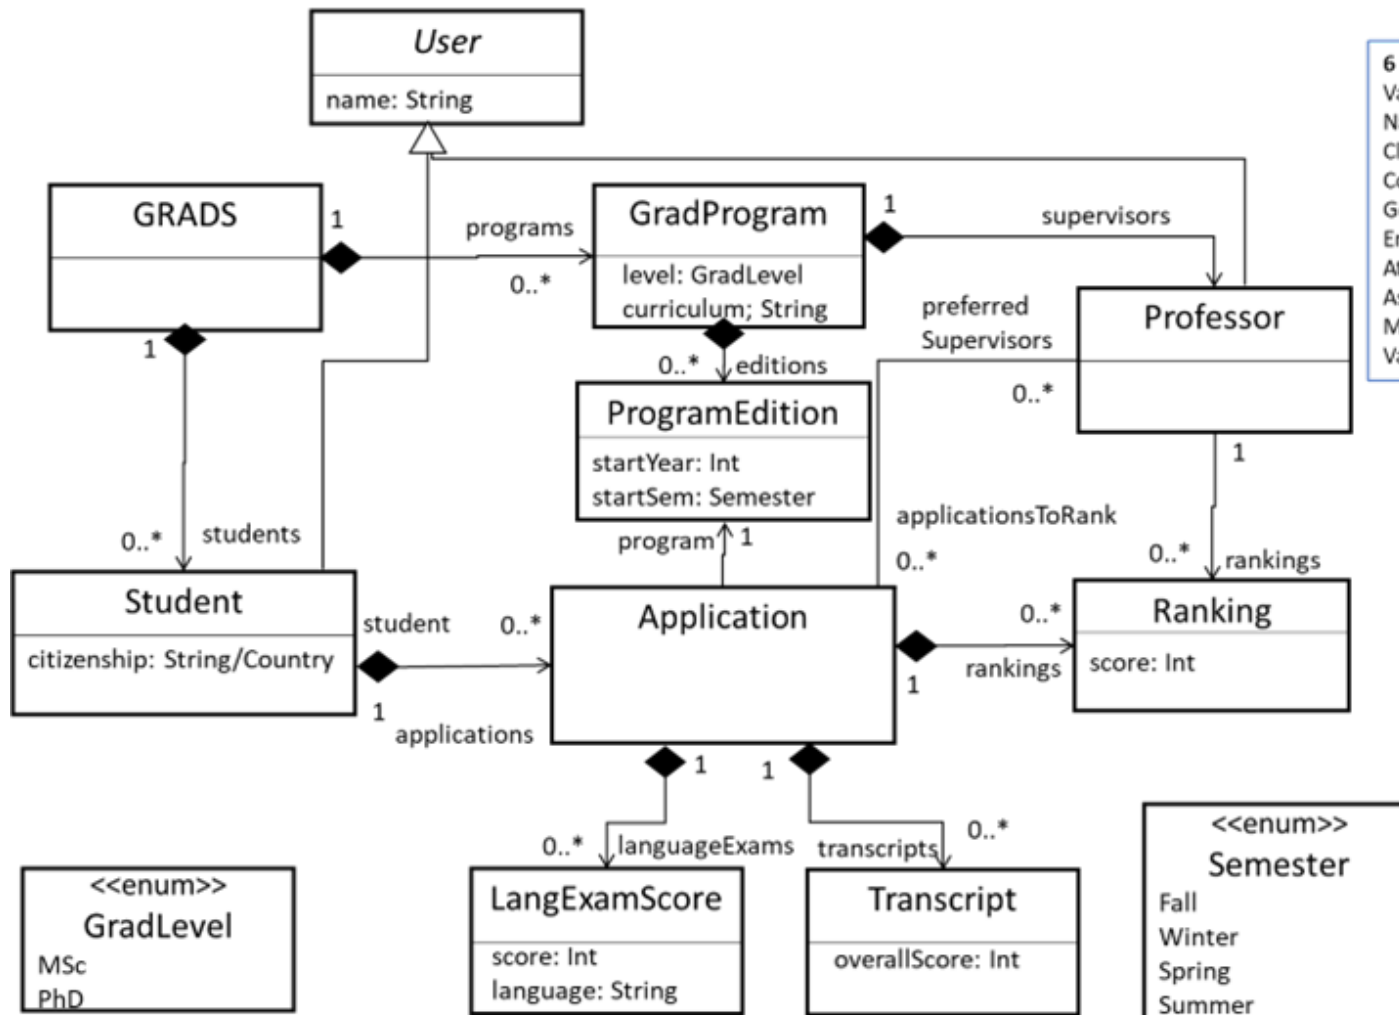 User
name: String
GRADS
1
programs
0..*
GradProgram
level: GradLevel
curriculum; String
1
supervisors
6
Professor
preferred
Supervisors
0..*
1
0..*
editions
ProgramEdition
startYear: Int
startSem: Semester
program
1
applicationsToRank
0..*
1
0..*
rankings
0..*
students
Student
citizenship: String/Country
student
0..*
1
applications
Application
0..*
1
rankings
Ranking
score: Int
1
1
0..*
languageExams
transcripts
0..*
<<enum>>
GradLevel
MSc
PhD
LangExamScore
score: Int
language: String
Transcript
overallScore: Int
<<enum>>
Semester
Fall
Winter
Spring
Summer